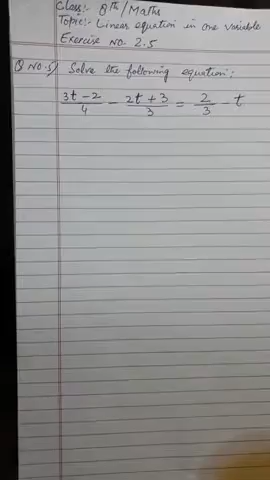 Class:- 8th/Maths
Topic:- Linear equation in one variable
Exercise NO. 2.5
Q NO.5) Solve the following equation:
(3t-2)/4 - (2t+3)/3 = 2/3 - t